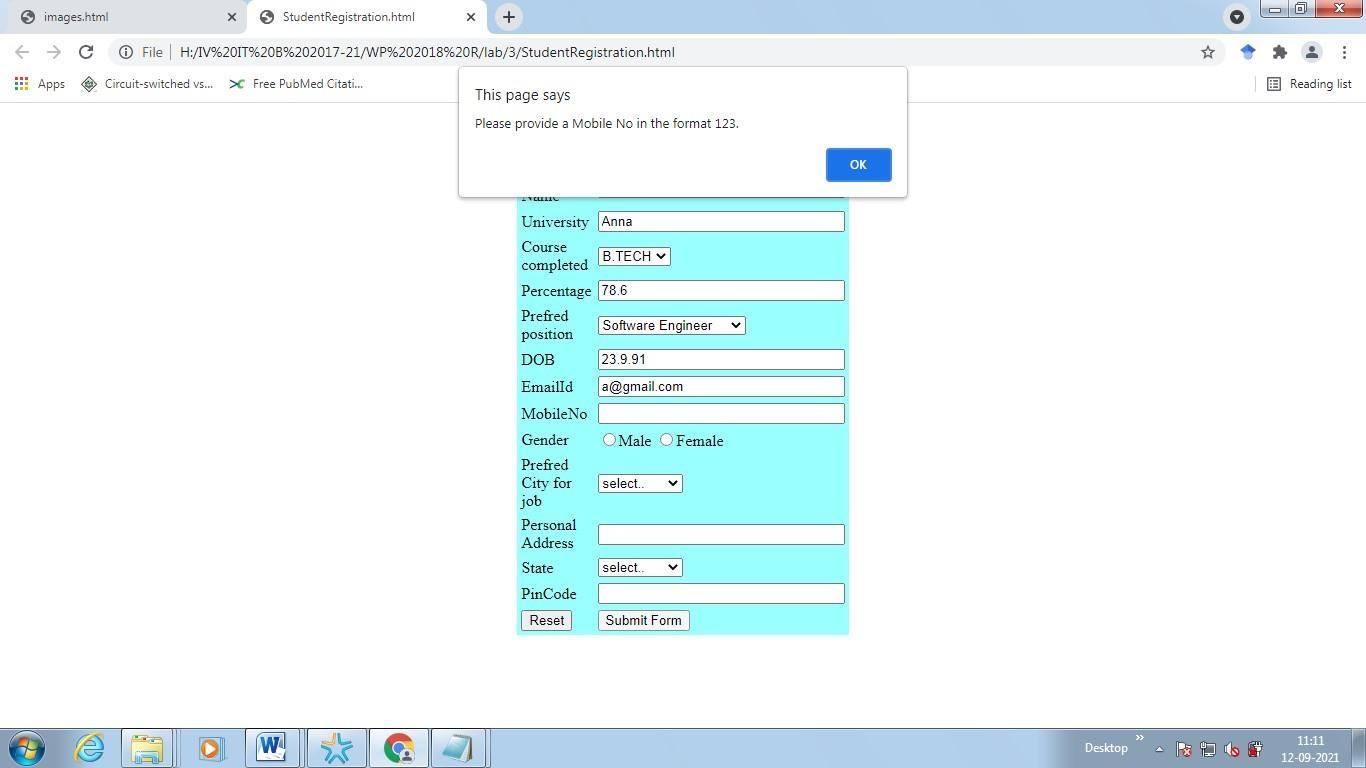 images.html
StudentRegistration.html
File H:/IV%20IT%20B%202017-21/WP%202018%20R/lab/3/StudentRegistration.html
Apps Circuit-switched vs... Free PubMed Citati... Reading list
This page says
Please provide a Mobile No in the format 123.
OK
Name
University Anna
Course
completed
B.TECH
Percentage 78.6
Prefred
position
Software Engineer
DOB 23.9.91
EmailId a@gmail.com
MobileNo
Gender Male Female
Prefred
City for
job
select..
Personal
Address
State select..
PinCode
Reset Submit Form
Desktop
11:11
12-09-2021